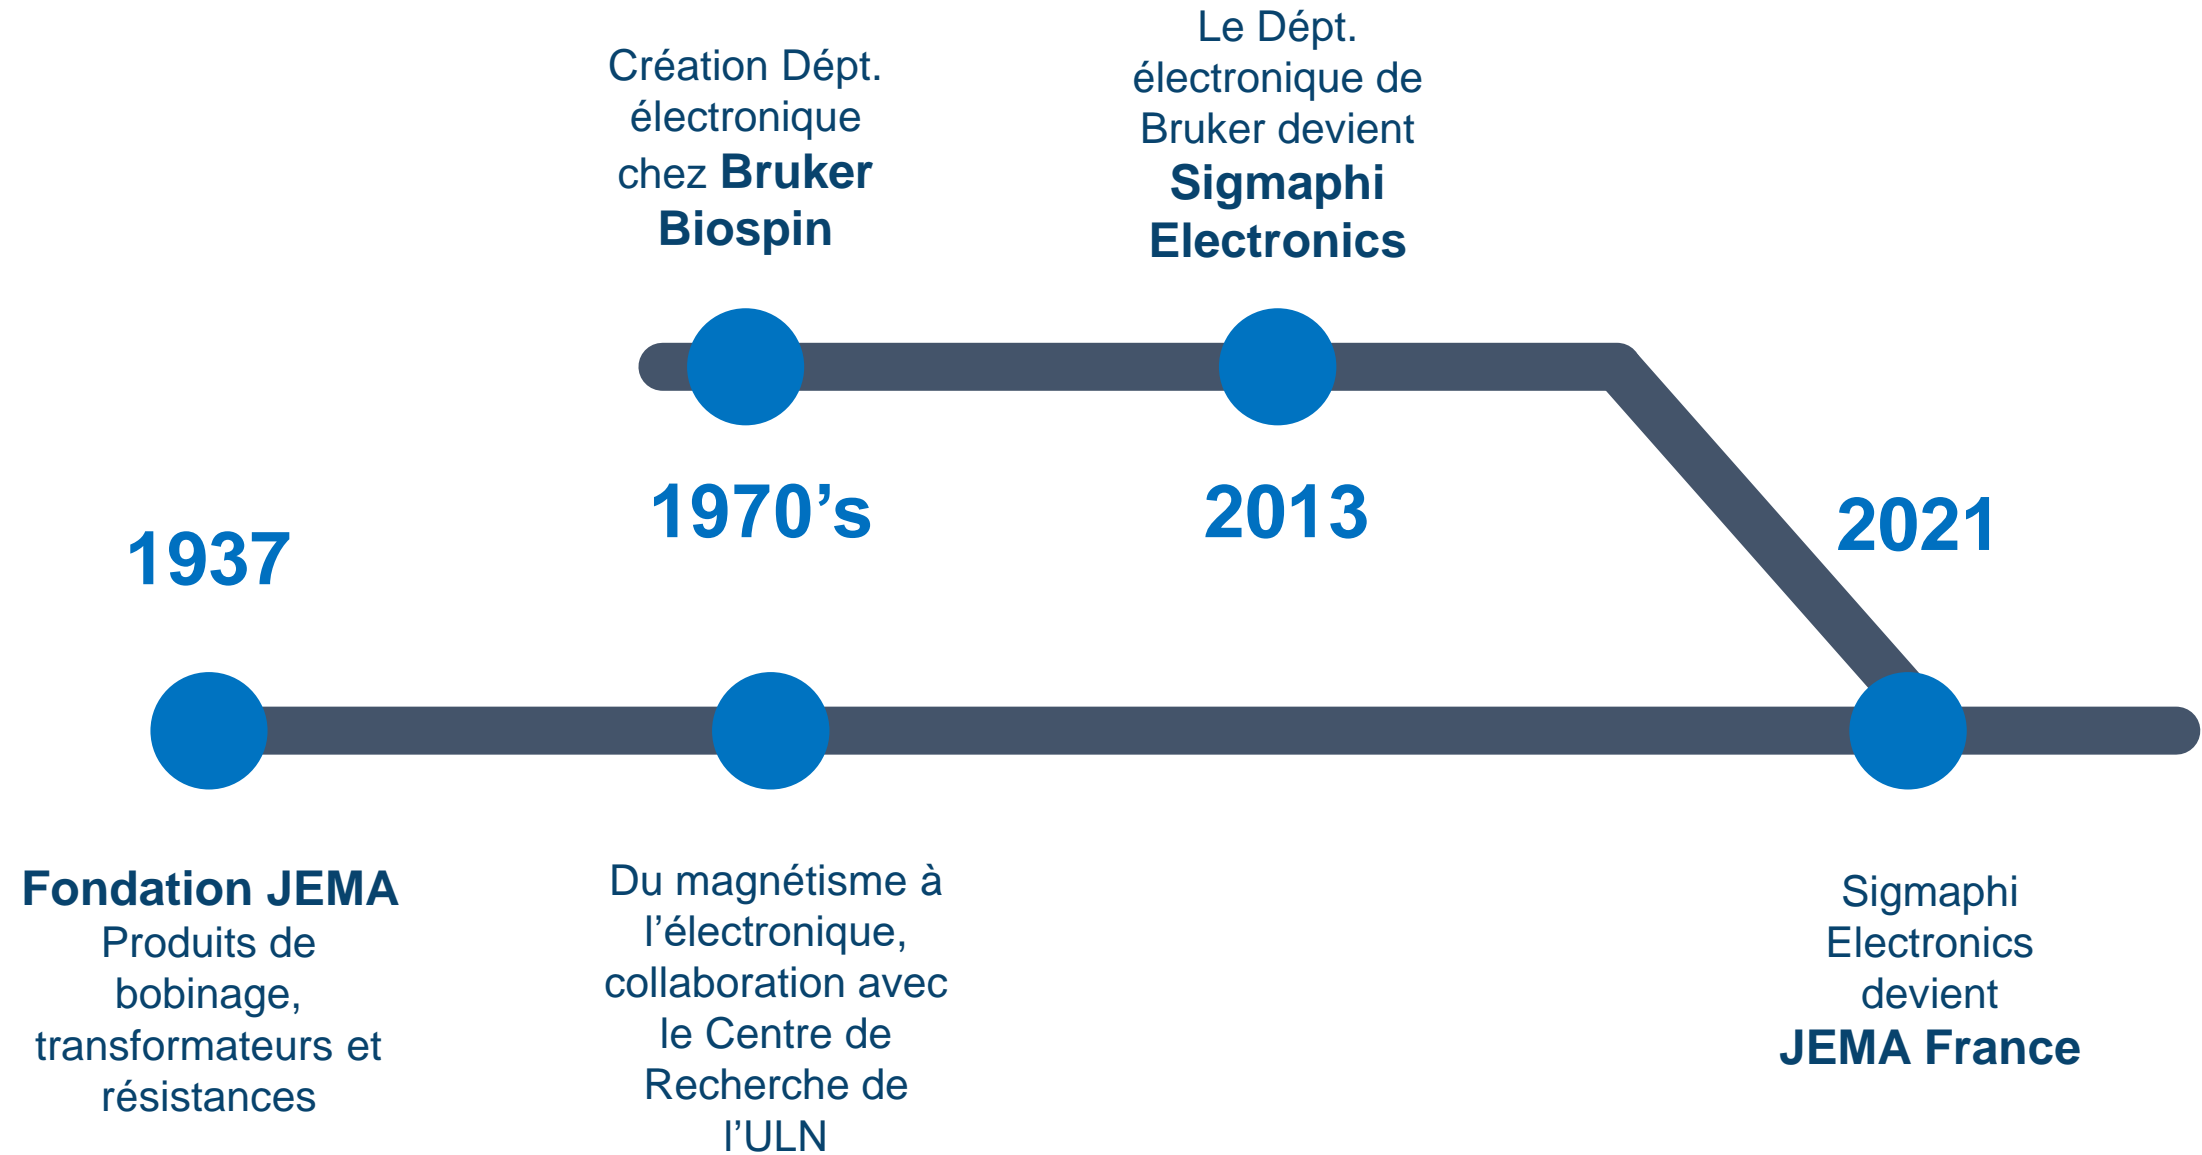 Création Dépt.
électronique
chez Bruker
Biospin
Le Dépt.
électronique de
Bruker devient
Sigmaphi
Electronics
1937
1970’s
2013
2021
Fondation JEMA
Produits de
bobinage,
transformateurs et
résistances
Du magnétisme à
l’électronique,
collaboration avec
le Centre de
Recherche de
l’ULN
Sigmaphi
Electronics
devient
JEMA France